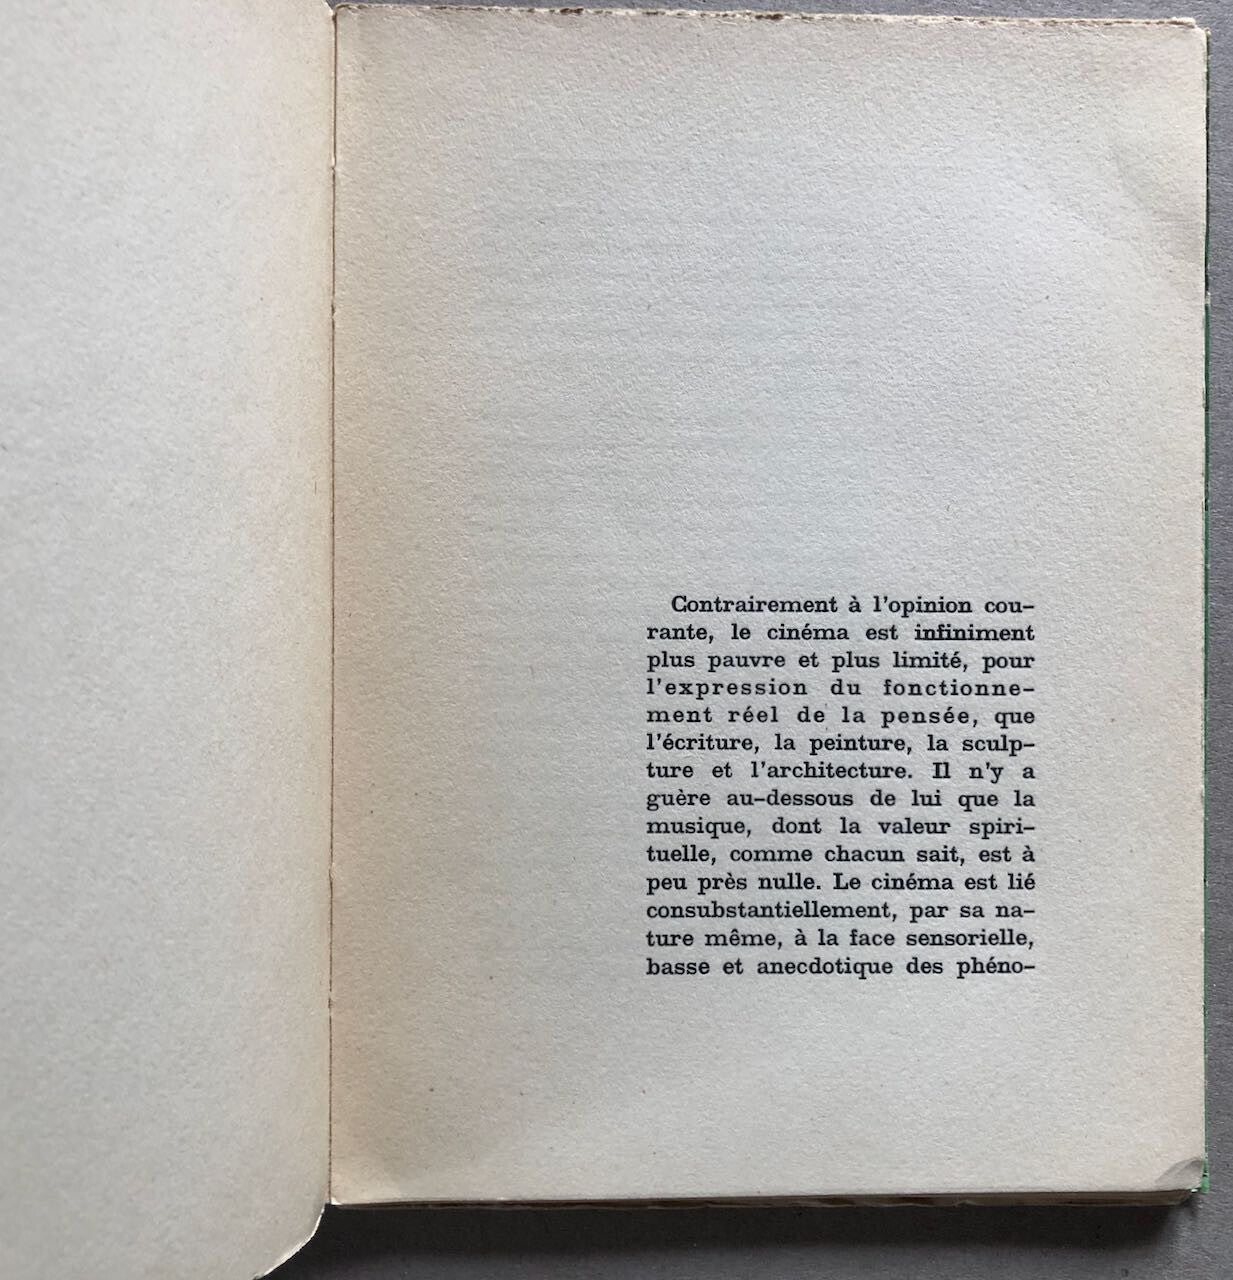 Contrairement à l'opinion cou-
rante, le cinéma est infiniment
plus pauvre et plus limité, pour
l'expression du fonctionne-
ment réel de la pensée, que
l'écriture, la peinture, la sculp-
ture et l'architecture. Il n'y a
guère au-dessous de lui que la
musique, dont la valeur spiri-
tuelle, comme chacun sait, est à
peu près nulle. Le cinéma est lié
consubstantiellement, par sa na-
ture même, à la face sensorielle,
basse et anecdotique des phéno-